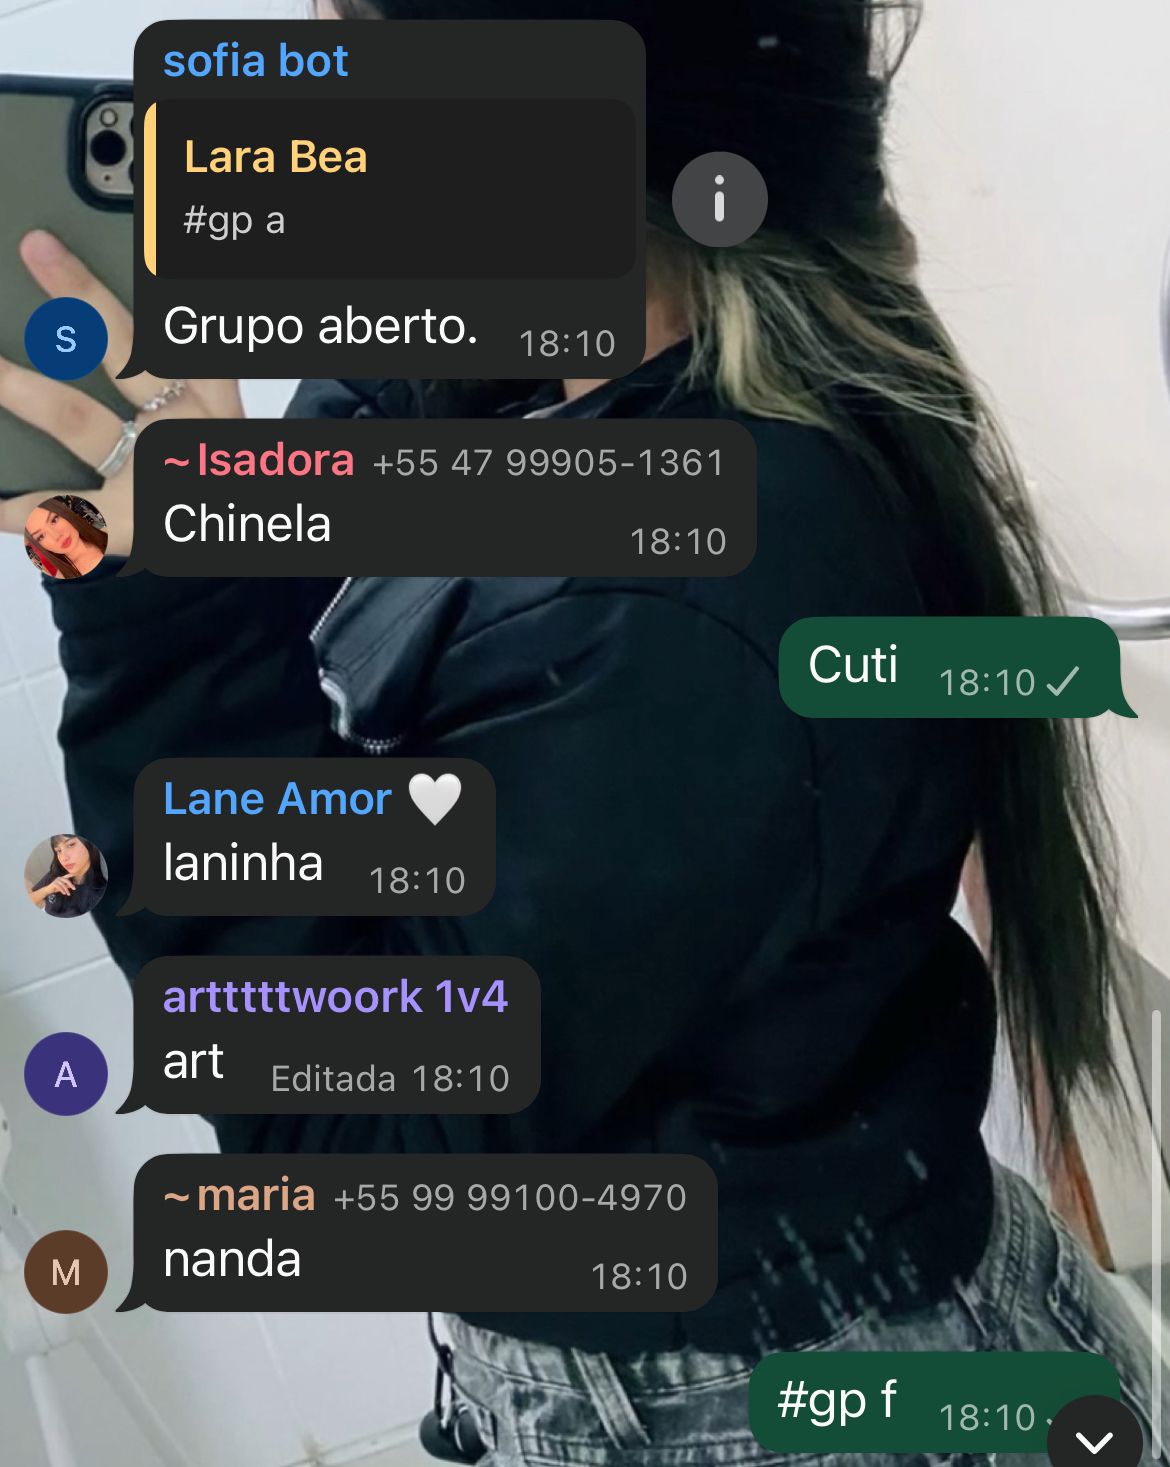 sofia bot
Lara Bea
#gp a
Grupo aberto. 18:10
S
~Isadora +55 47 99905-1361
Chinela 18:10
Cuti 18:10
Lane Amor 🤍
laninha 18:10
artttttwoork 1v4
art Editada 18:10
A
~maria +55 99 99100-4970
nanda 18:10
M
#gp f 18:10